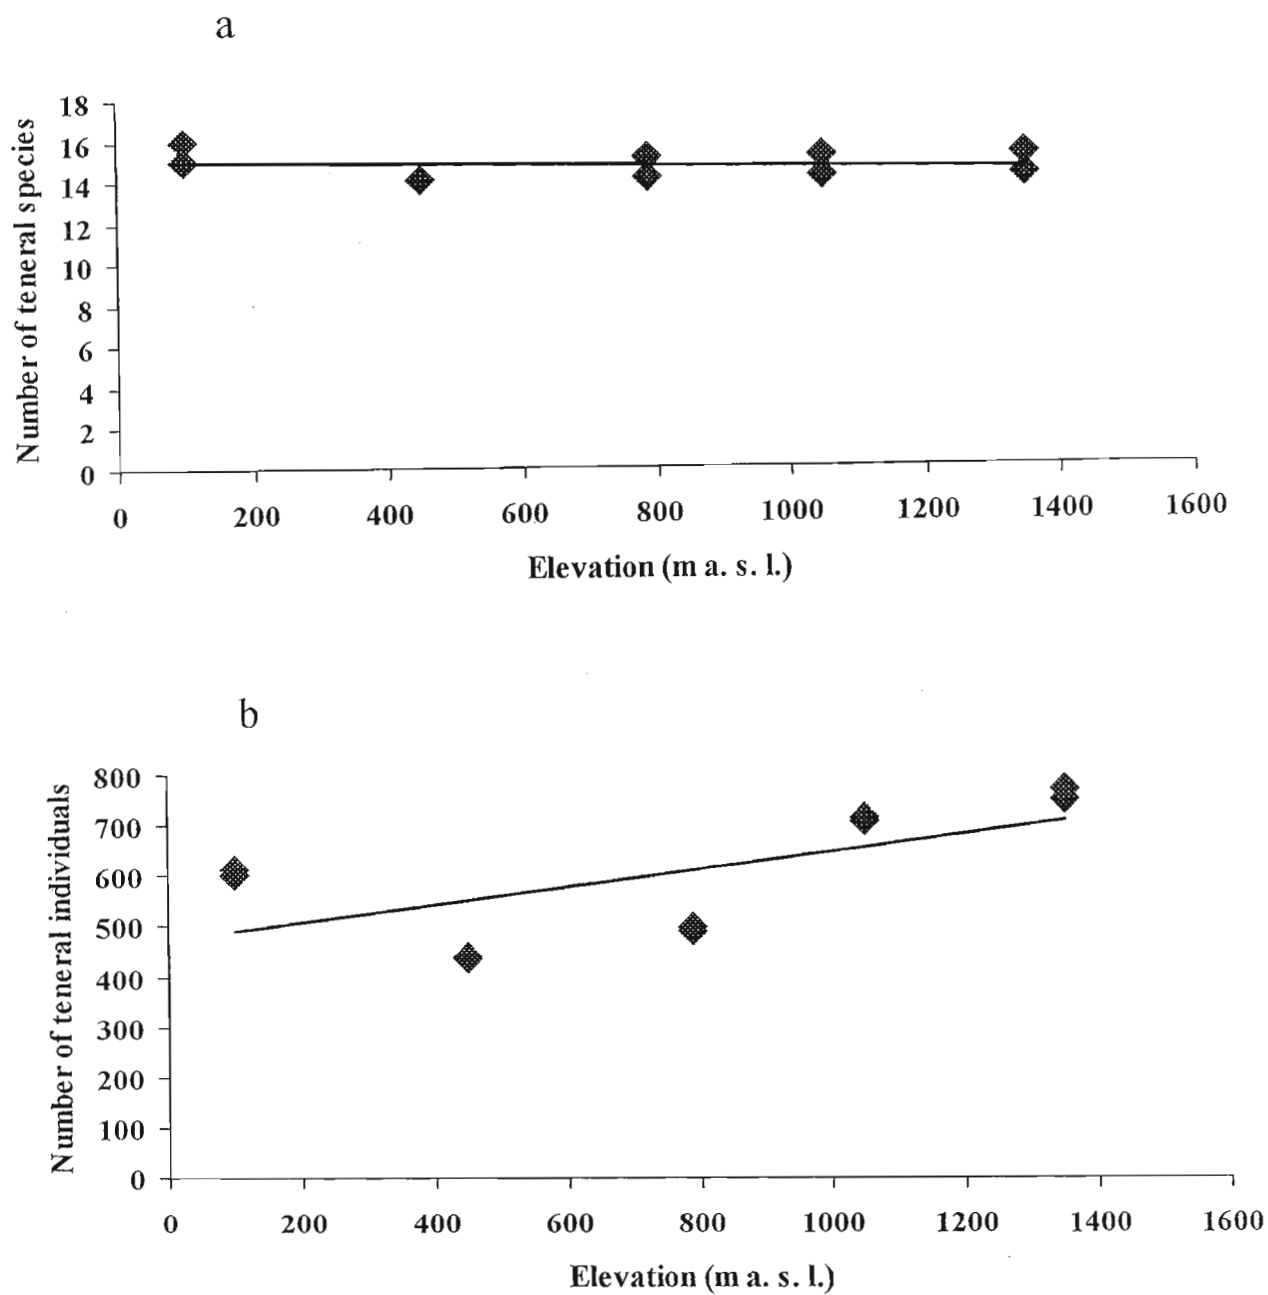 a
Number of teneral species
18
16
14
12
10
8
6
4
2
0
0 200 400 600 800 1000 1200 1400 1600
Elevation (m a. s. l.)
b
Number of teneral individuals
800
700
600
500
400
300
200
100
0
0 200 400 600 800 1000 1200 1400 1600
Elevation (m a. s. l.)